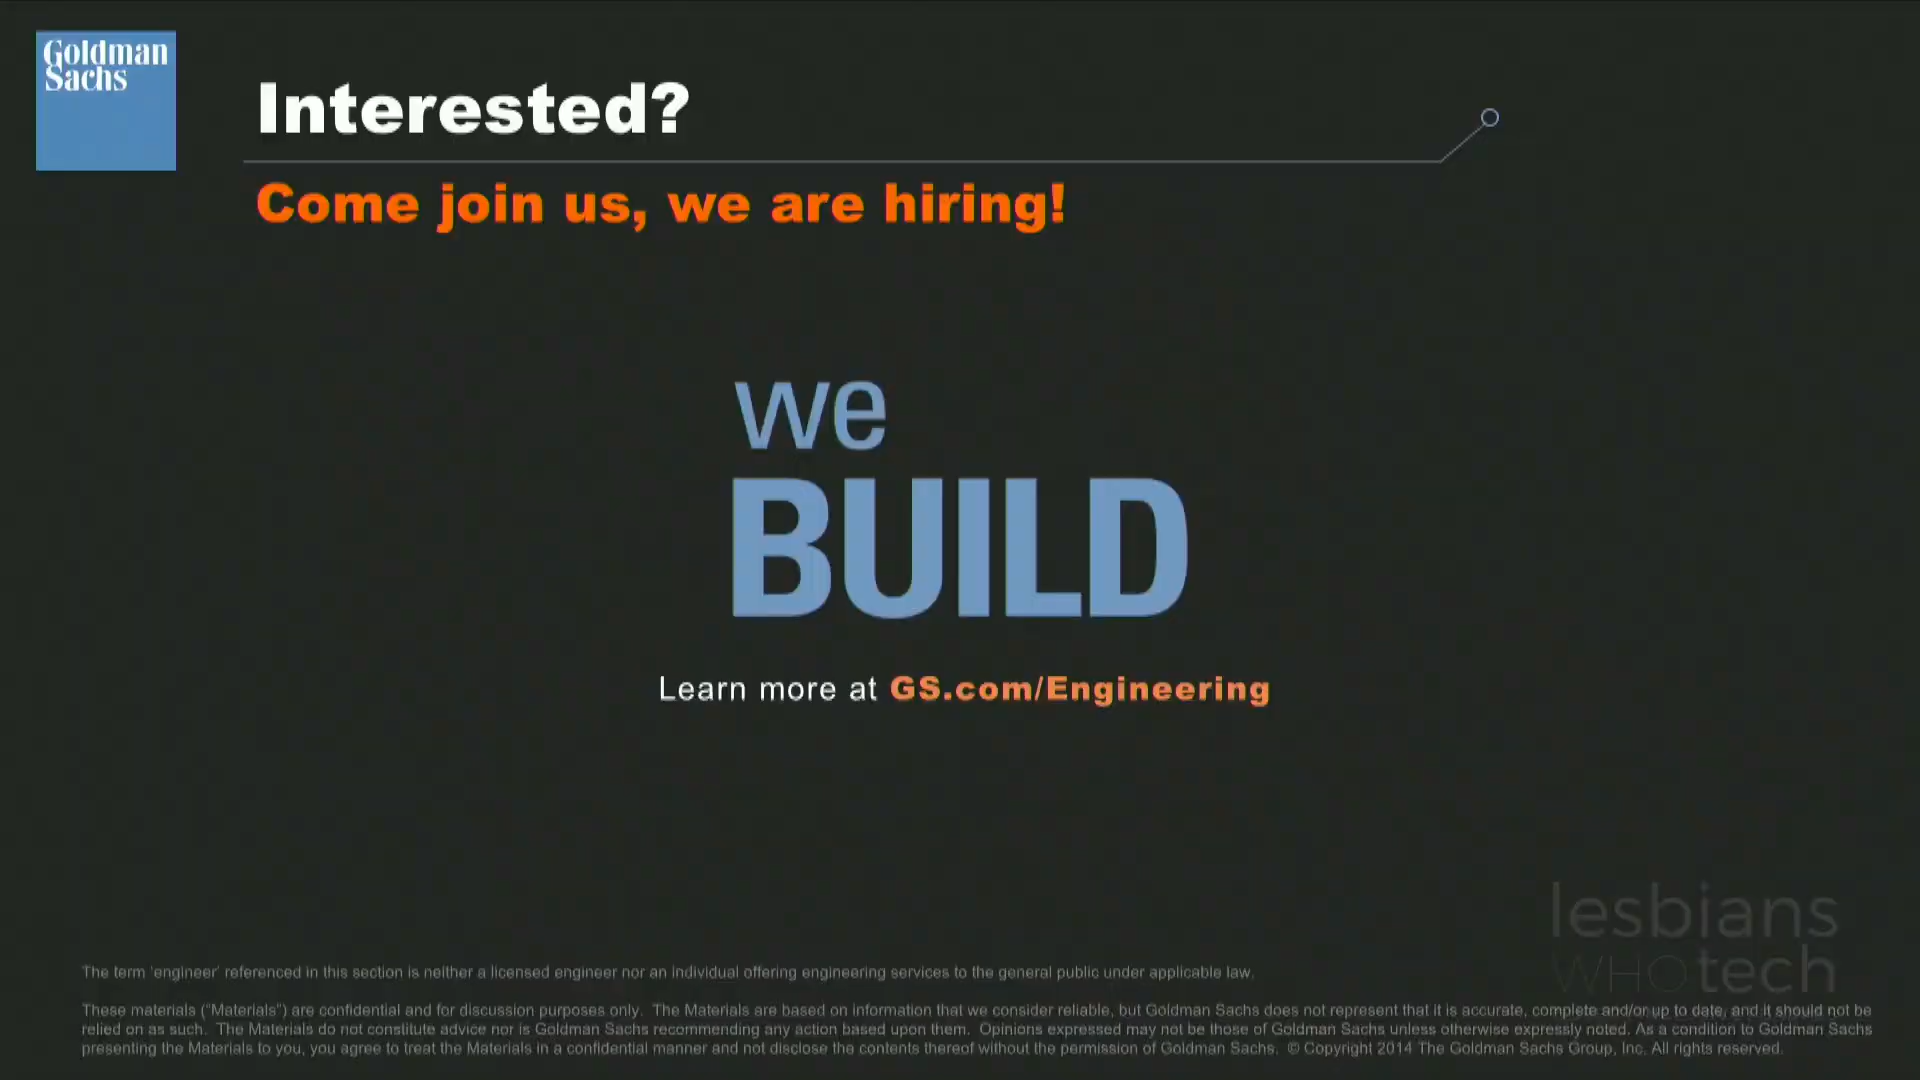 Goldman
Sachs
Interested?
Come join us, we are hiring!
we
BUILD
Learn more at GS.com/Engineering
lesbians
WHO tech
The term 'engineer' referenced in this section is neither a licensed engineer nor an individual offering engineering services to the general public under applicable law.
These materials ("Materials") are confidential and for discussion purposes only. The Materials are based on information that we consider reliable, but Goldman Sachs does not represent that it is accurate, complete and/or up to date, and it should not be
relied on as such. The Materials do not constitute advice nor is Goldman Sachs recommending any action based upon them. Opinions expressed may not be those of Goldman Sachs unless otherwise expressly noted. As a condition to Goldman Sachs
presenting the Materials to you, you agree to treat the Materials in a confidential manner and not disclose the contents thereof without the permission of Goldman Sachs. © Copyright 2014 The Goldman Sachs Group, Inc. All rights reserved.